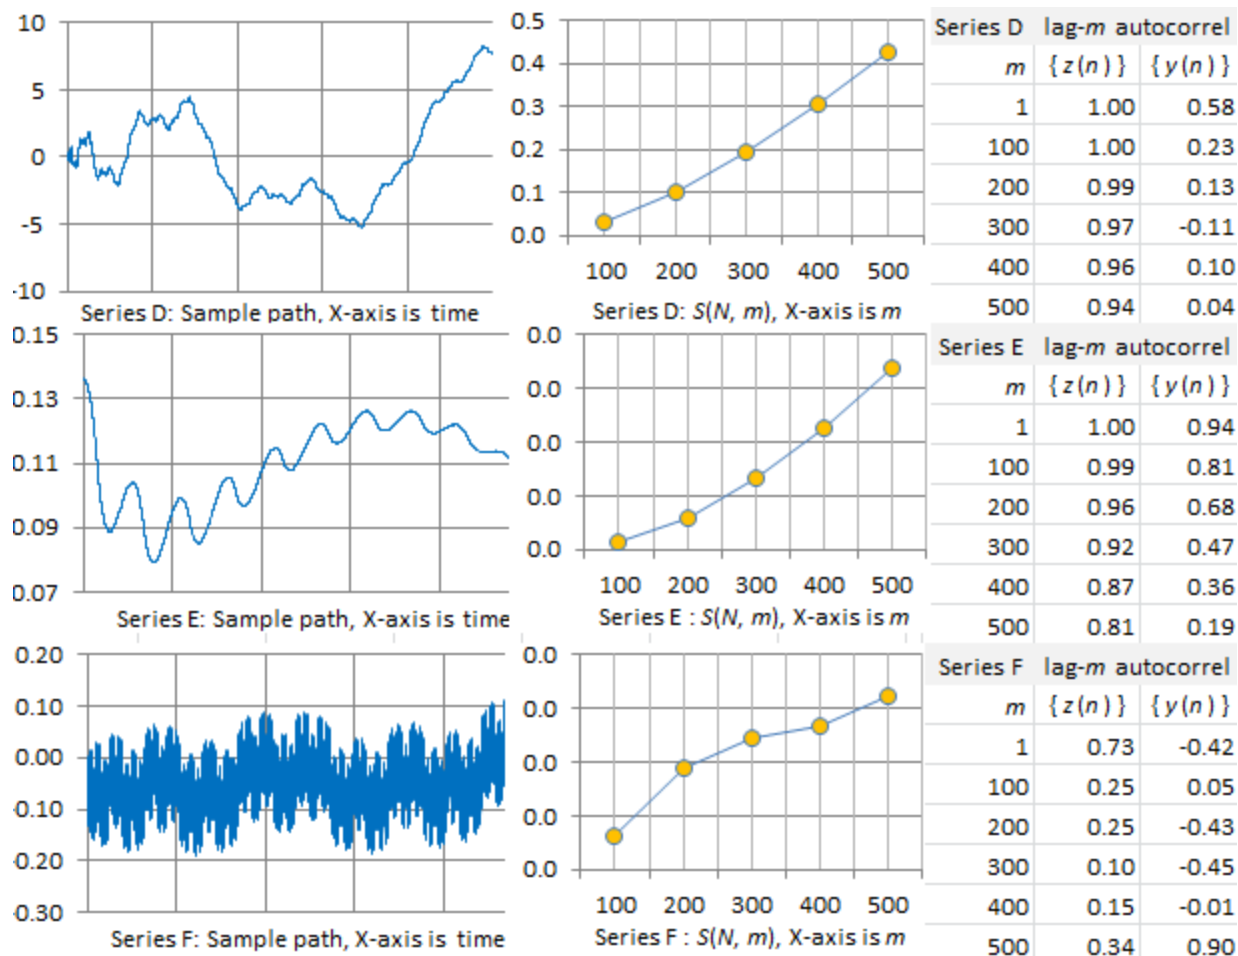 10
5
0
-5
-10
Series D: Sample path, X-axis is time
0.5
0.4
0.3
0.2
0.1
0.0
100 200 300 400 500
Series D: S(N, m), X-axis is m
Series D lag-m autocorrel
m {z(n)} {y(n)}
1 1.00 0.58
100 1.00 0.23
200 0.99 0.13
300 0.97 -0.11
400 0.96 0.10
500 0.94 0.04
0.15
0.13
0.11
0.09
0.07
Series E: Sample path, X-axis is time
0.0
0.0
0.0
0.0
0.0
100 200 300 400 500
Series E : S(N, m), X-axis is m
Series E lag-m autocorrel
m {z(n)} {y(n)}
1 1.00 0.94
100 0.99 0.81
200 0.96 0.68
300 0.92 0.47
400 0.87 0.36
500 0.81 0.19
0.20
0.10
0.00
-0.10
-0.20
-0.30
Series F: Sample path, X-axis is time
0.0
0.0
0.0
0.0
0.0
100 200 300 400 500
Series F : S(N, m), X-axis is m
Series F lag-m autocorrel
m {z(n)} {y(n)}
1 0.73 -0.42
100 0.25 0.05
200 0.25 -0.43
300 0.10 -0.45
400 0.15 -0.01
500 0.34 0.90